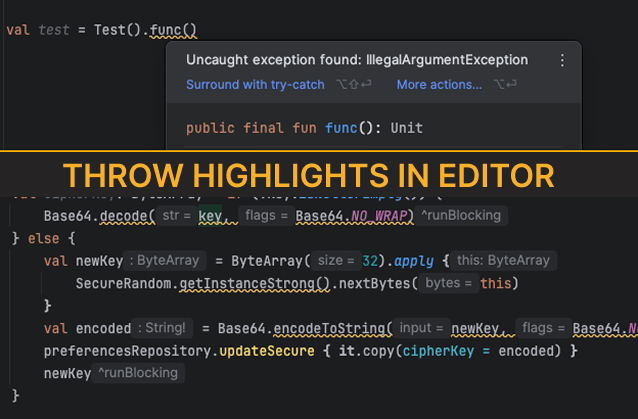 val test = Test().func()
Uncaught exception found: IllegalArgumentException
Surround with try-catch ⌥⇧⏎ More actions... ⌥⏎
public final fun func(): Unit
THROW HIGHLIGHTS IN EDITOR
Base64.decode( str = key, flags = Base64.NO_WRAP) ^runBlocking
} else {
val newKey : ByteArray = ByteArray( size = 32).apply { this: ByteArray
SecureRandom.getInstanceStrong().nextBytes( bytes = this)
}
val encoded : String! = Base64.encodeToString( input = newKey, flags = Base64.
preferencesRepository.updateSecure { it.copy(cipherKey = encoded) }
newKey ^runBlocking
}